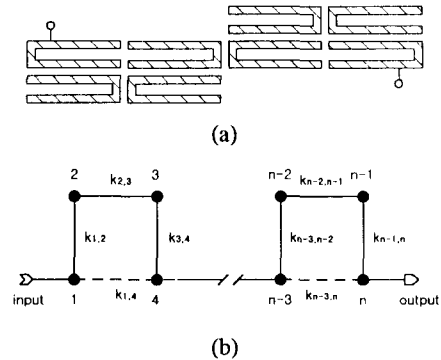 (a)
2 3 n-2 n-1
k2,3 kn-2,n-1
k1,2 k3,4 kn-3,n-2 kn-1,n
input 1 k1,4 4 n-3 kn-3,n n output
(b)